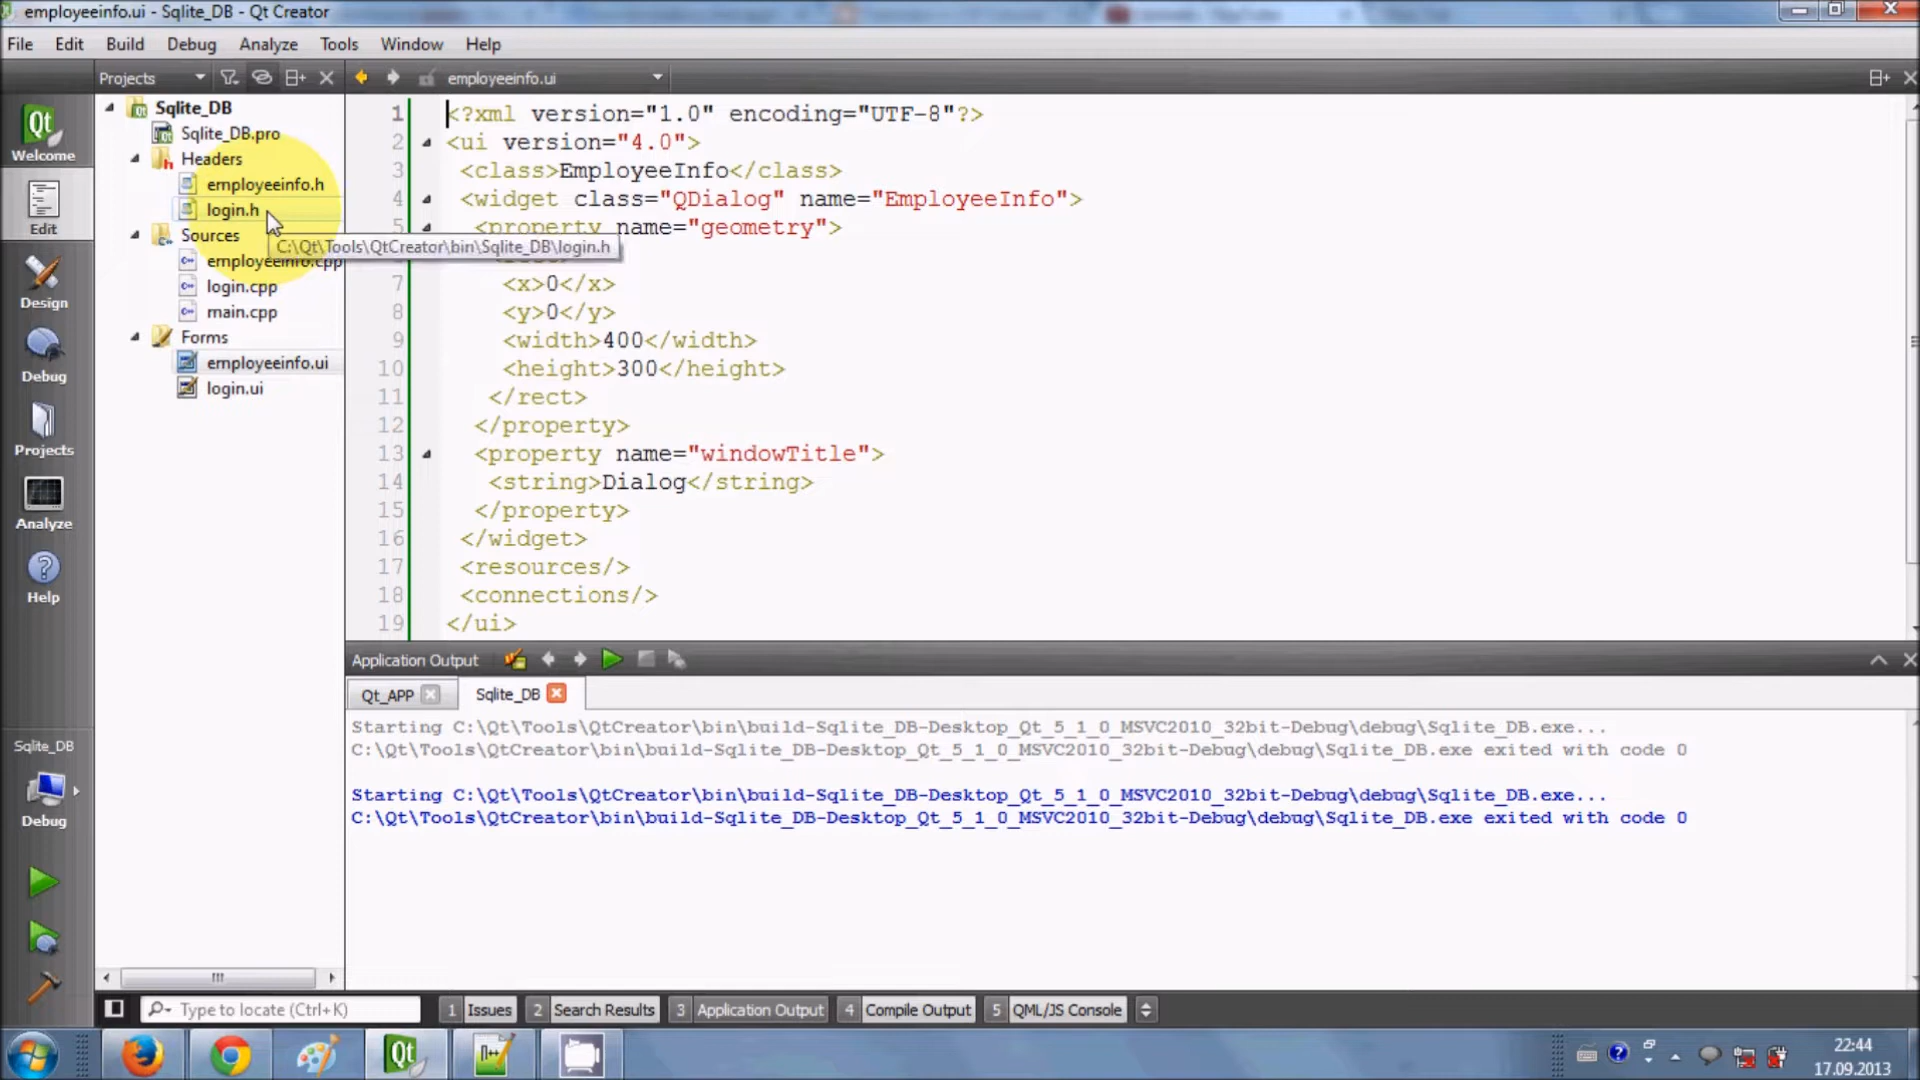 employeeinfo.ui - Sqlite_DB - Qt Creator
File Edit Build Debug Analyze Tools Window Help
Projects
employeeinfo.ui
Welcome
Edit
Design
Debug
Projects
Analyze
Help
Sqlite_DB
Debug
Sqlite_DB
Sqlite_DB.pro
Headers
employeeinfo.h
login.h
Sources
employeeinfo.cpp
login.cpp
main.cpp
Forms
employeeinfo.ui
login.ui
C:\Qt\Tools\QtCreator\bin\Sqlite_DB\login.h
1 <?xml version="1.0" encoding="UTF-8"?>
2 <ui version="4.0">
3 <class>EmployeeInfo</class>
4 <widget class="QDialog" name="EmployeeInfo">
5 <property name="geometry">
7 <x>0</x>
8 <y>0</y>
9 <width>400</width>
10 <height>300</height>
11 </rect>
12 </property>
13 <property name="windowTitle">
14 <string>Dialog</string>
15 </property>
16 </widget>
17 <resources/>
18 <connections/>
19 </ui>
Application Output
Qt_APP Sqlite_DB
Starting C:\Qt\Tools\QtCreator\bin\build-Sqlite_DB-Desktop_Qt_5_1_0_MSVC2010_32bit-Debug\debug\Sqlite_DB.exe...
C:\Qt\Tools\QtCreator\bin\build-Sqlite_DB-Desktop_Qt_5_1_0_MSVC2010_32bit-Debug\debug\Sqlite_DB.exe exited with code 0
Starting C:\Qt\Tools\QtCreator\bin\build-Sqlite_DB-Desktop_Qt_5_1_0_MSVC2010_32bit-Debug\debug\Sqlite_DB.exe...
C:\Qt\Tools\QtCreator\bin\build-Sqlite_DB-Desktop_Qt_5_1_0_MSVC2010_32bit-Debug\debug\Sqlite_DB.exe exited with code 0
Type to locate (Ctrl+K) 1 Issues 2 Search Results 3 Application Output 4 Compile Output 5 QML/JS Console
22:44
17.09.2013